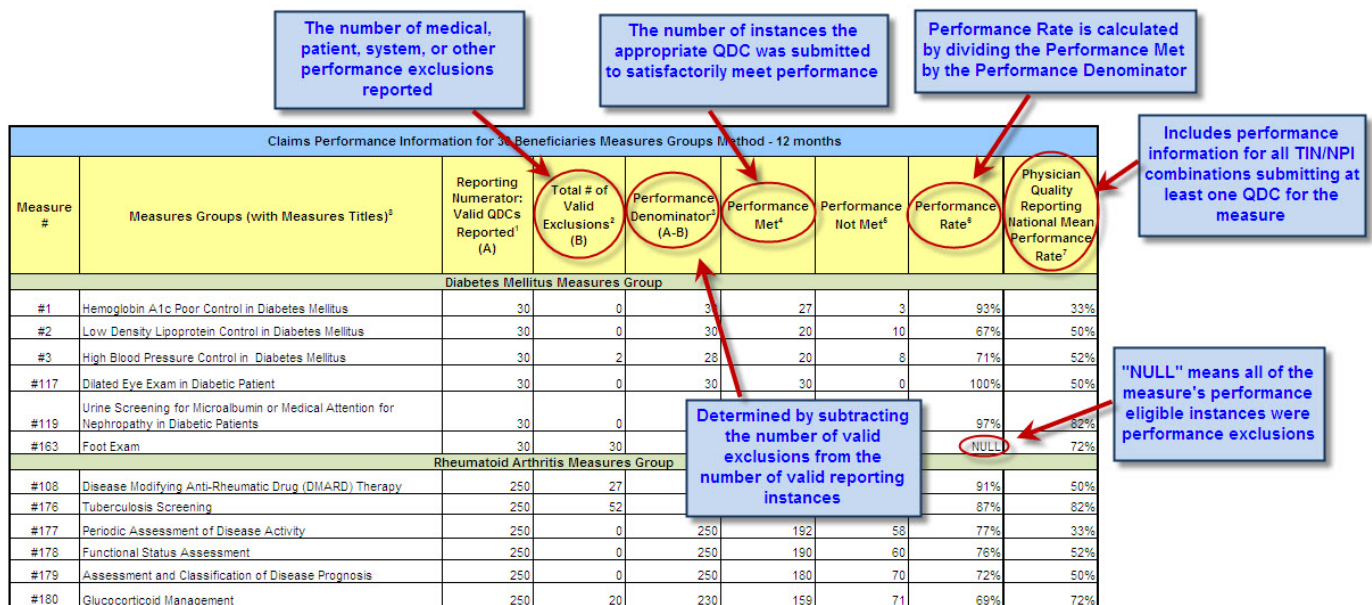 The number of medical,
patient, system, or other
performance exclusions
reported
The number of instances the
appropriate QDC was submitted
to satisfactorily meet performance
Performance Rate is calculated
by dividing the Performance Met
by the Performance Denominator
Includes performance
information for all TIN/NPI
combinations submitting at
least one QDC for the
measure
Claims Performance Information for 30 Beneficiaries Measures Groups Method - 12 months
Measure
#
Measures Groups (with Measures Titles)⁸
Reporting
Numerator:
Valid QDCs
Reported¹
(A)
Total # of
Valid
Exclusions²
(B)
Performance
Denominator³
(A-B)
Performance
Met⁴
Performance
Not Met⁵
Performance
Rate⁶
Physician
Quality
Reporting
National Mean
Performance
Rate⁷
Diabetes Mellitus Measures Group
#1 Hemoglobin A1c Poor Control in Diabetes Mellitus 30 0 27 3 93% 33%
#2 Low Density Lipoprotein Control in Diabetes Mellitus 30 0 30 20 10 67% 50%
#3 High Blood Pressure Control in Diabetes Mellitus 30 2 28 20 8 71% 52%
#117 Dilated Eye Exam in Diabetic Patient 30 0 30 30 0 100% 50%
Urine Screening for Microalbumin or Medical Attention for
#119 Nephropathy in Diabetic Patients 30 0 97% 82%
#163 Foot Exam 30 30 NULL 72%
Determined by subtracting
the number of valid
exclusions from the
number of valid reporting
instances
"NULL" means all of the
measure's performance
eligible instances were
performance exclusions
Rheumatoid Arthritis Measures Group
#108 Disease Modifying Anti-Rheumatic Drug (DMARD) Therapy 250 27 91% 50%
#176 Tuberculosis Screening 250 52 87% 82%
#177 Periodic Assessment of Disease Activity 250 0 250 192 58 77% 33%
#178 Functional Status Assessment 250 0 250 190 60 76% 52%
#179 Assessment and Classification of Disease Prognosis 250 0 250 180 70 72% 50%
#180 Glucocorticoid Management 250 20 230 159 71 69% 72%